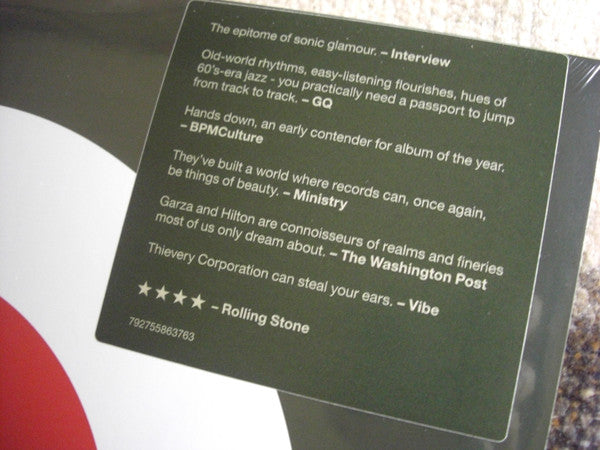 The epitome of sonic glamour. – Interview
Old-world rhythms, easy-listening flourishes, hues of
60's-era jazz - you practically need a passport to jump
from track to track. – GQ
Hands down, an early contender for album of the year.
– BPMCulture
They've built a world where records can, once again,
be things of beauty. – Ministry
Garza and Hilton are connoisseurs of realms and fineries
most of us only dream about. – The Washington Post
Thievery Corporation can steal your ears. – Vibe
★★★★ – Rolling Stone
792755863763